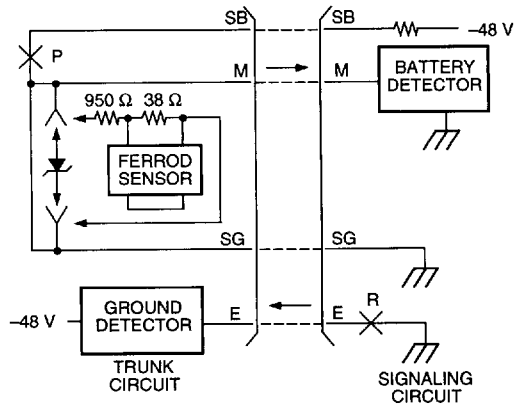 SB
SB
–48 V
P
M
M
BATTERY
DETECTOR
950 Ω
38 Ω
FERROD
SENSOR
SG
SG
–48 V
GROUND
DETECTOR
E
E
R
TRUNK
CIRCUIT
SIGNALING
CIRCUIT